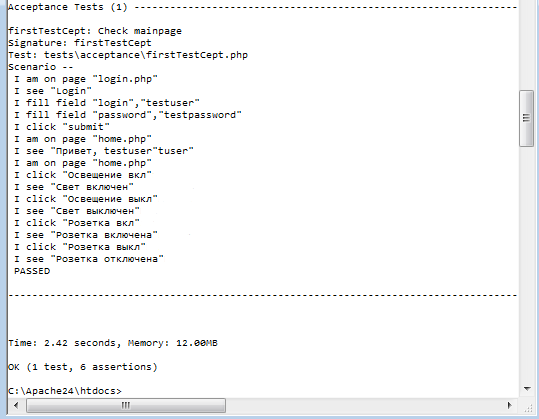 Acceptance Tests (1) ------------------------------------------------------------
firstTestCept: Check mainpage
Signature: firstTestCept
Test: tests\acceptance\firstTestCept.php
Scenario --
I am on page "login.php"
I see "Login"
I fill field "login","testuser"
I fill field "password","testpassword"
I click "submit"
I am on page "home.php"
I see "Привет, testuser"tuser"
I am on page "home.php"
I click "Освещение вкл"
I see "Свет включен"
I click "Освещение выкл"
I see "Свет выключен"
I click "Розетка вкл"
I see "Розетка включена"
I click "Розетка выкл"
I see "Розетка отключена"
PASSED
---------------------------------------------------------------------------------
Time: 2.42 seconds, Memory: 12.00MB
OK (1 test, 6 assertions)
C:\Apache24\htdocs>